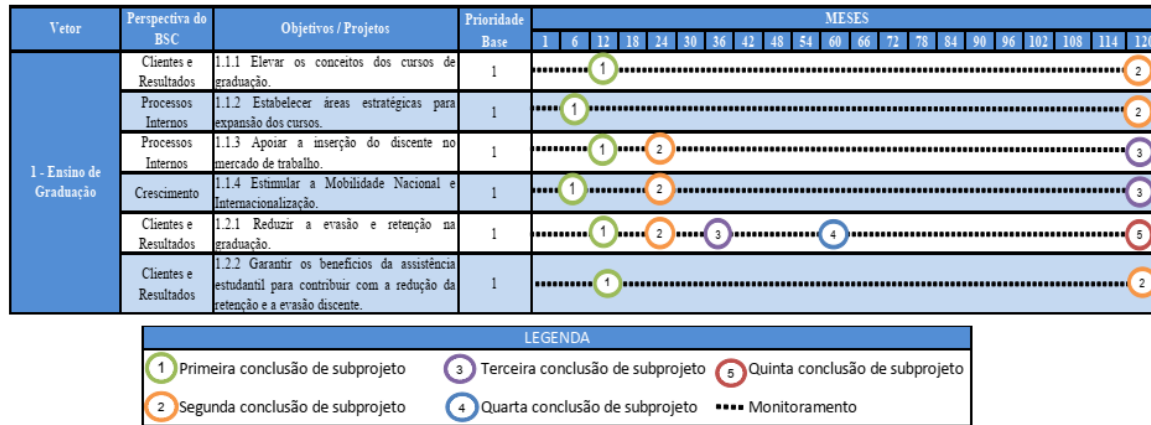 Vetor Perspectiva do BSC Objetivos / Projetos Prioridade Base MESES
1 6 12 18 24 30 36 42 48 54 60 66 72 78 84 90 96 102 108 114 120
1 - Ensino de
Graduação
Clientes e
Resultados
1.1.1 Elevar os conceitos dos cursos de
graduação.
1
1 2
Processos
Internos
1.1.2 Estabelecer áreas estratégicas para
expansão dos cursos.
1
1 2
Processos
Internos
1.1.3 Apoiar a inserção do discente no
mercado de trabalho.
1
1 2 3
Crescimento
1.1.4 Estimular a Mobilidade Nacional e
Internacionalização.
1
1 2 3
Clientes e
Resultados
1.2.1 Reduzir a evasão e retenção na
graduação.
1
1 2 3 4 5
Clientes e
Resultados
1.2.2 Garantir os benefícios da assistência
estudantil para contribuir com a redução da
retenção e a evasão discente.
1
1 2
LEGENDA
1 Primeira conclusão de subprojeto 3 Terceira conclusão de subprojeto 5 Quinta conclusão de subprojeto
2 Segunda conclusão de subprojeto 4 Quarta conclusão de subprojeto Monitoramento